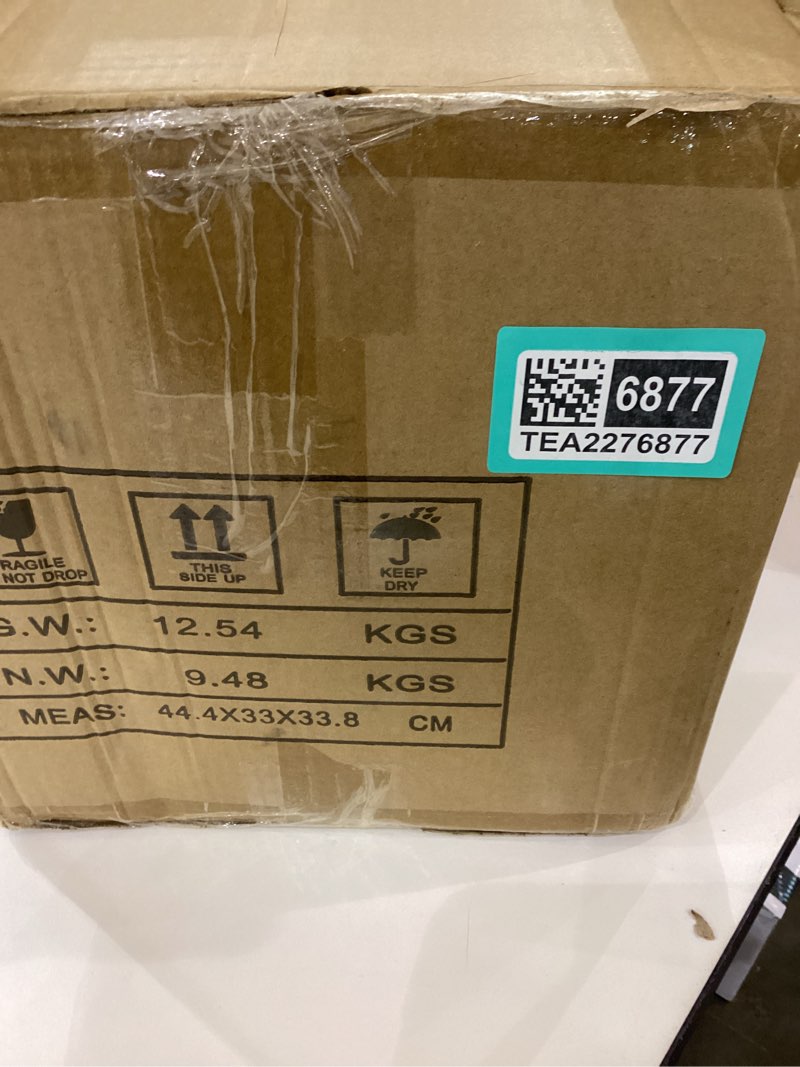 6877
TEA2276877
RAGILE
NOT DROP
THIS
SIDE UP
KEEP
DRY
G.W.: 12.54 KGS
N.W.: 9.48 KGS
MEAS: 44.4X33X33.8 CM